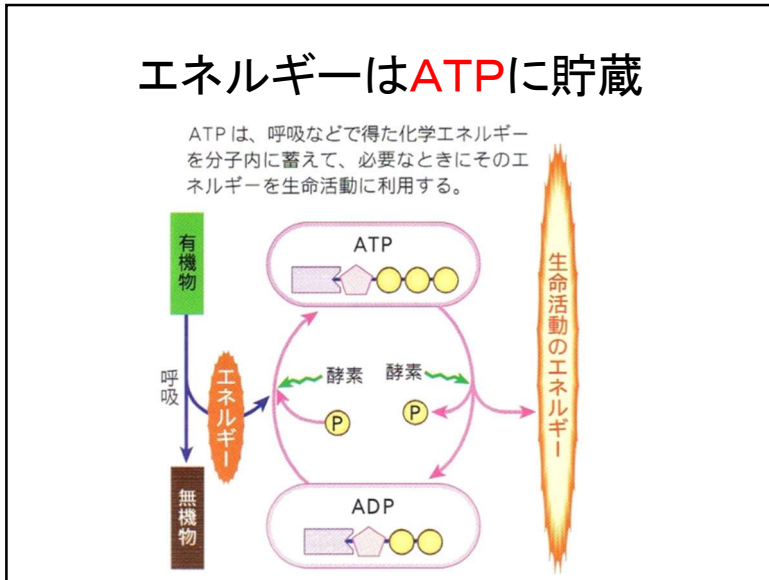 エネルギーはATPに貯蔵
ATPは、呼吸などで得た化学エネルギー
を分子内に蓄えて、必要なときにそのエ
ネルギーを生命活動に利用する。
有機物
ATP
生命活動のエネルギー
呼吸
エネルギー
酵素
酵素
P
P
無機物
ADP